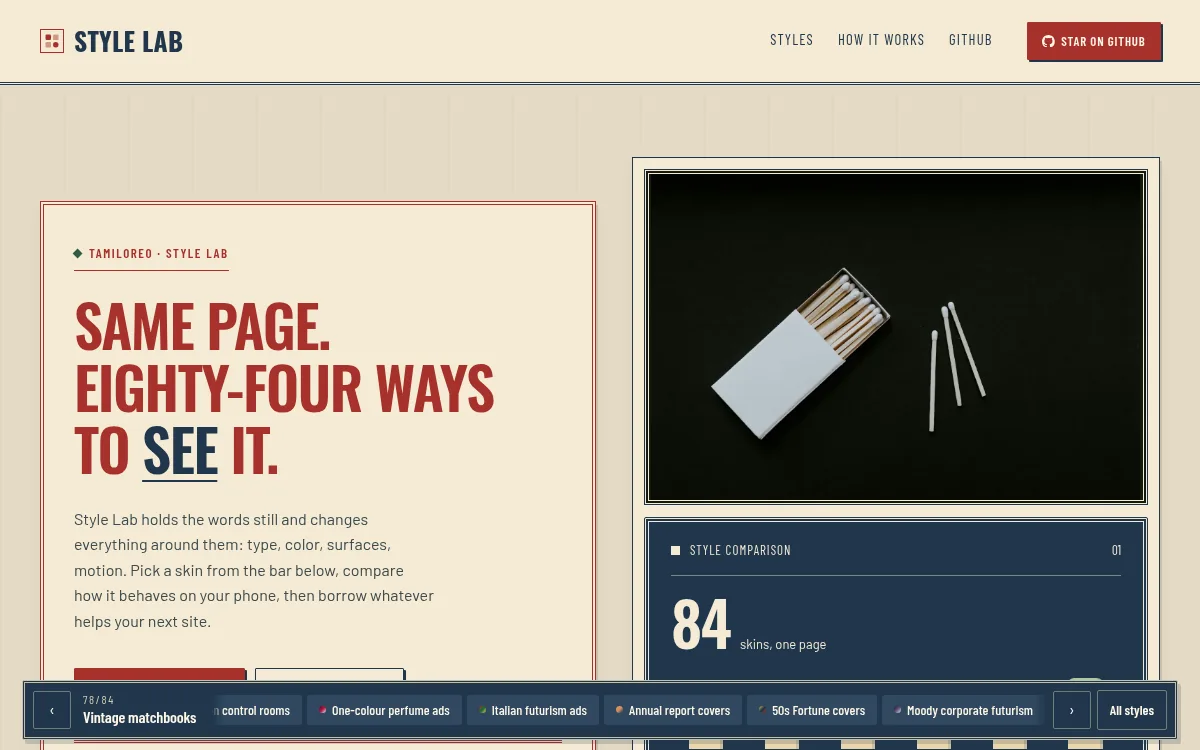 STYLE LAB
STYLES HOW IT WORKS GITHUB STAR ON GITHUB
TAMILOREO · STYLE LAB
SAME PAGE.
EIGHTY-FOUR WAYS
TO SEE IT.
Style Lab holds the words still and changes
everything around them: type, color, surfaces,
motion. Pick a skin from the bar below, compare
how it behaves on your phone, then borrow whatever
helps your next site.
STYLE COMPARISON 01
84 skins, one page
‹ 78/84
Vintage matchbooks
control rooms One-colour perfume ads Italian futurism ads Annual report covers 50s Fortune covers Moody corporate futurism › All styles